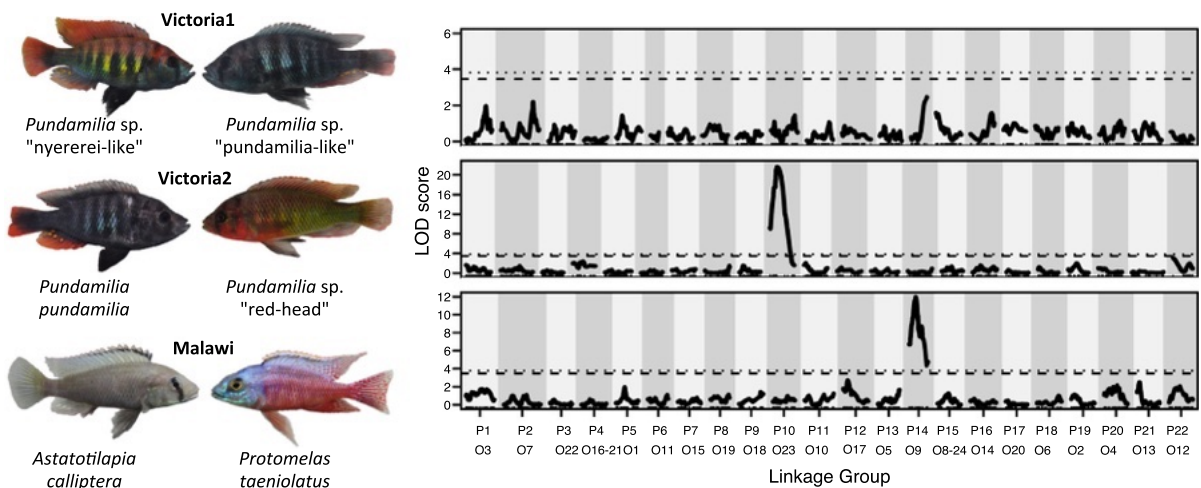 Victoria1
Pundamilia sp.
"nyererei-like"
Pundamilia sp.
"pundamilia-like"
Victoria2
Pundamilia
pundamilia
Pundamilia sp.
"red-head"
Malawi
Astatotilapia
calliptera
Protomelas
taeniolatus
LOD score
6
4
2
0
20
16
12
8
4
0
12
10
8
6
4
2
0
P1 P2 P3 P4 P5 P6 P7 P8 P9 P10 P11 P12 P13 P14 P15 P16 P17 P18 P19 P20 P21 P22
O3 O7 O22 O16-21 O1 O11 O15 O19 O18 O23 O10 O17 O5 O9 O8-24 O14 O20 O6 O2 O4 O13 O12
Linkage Group